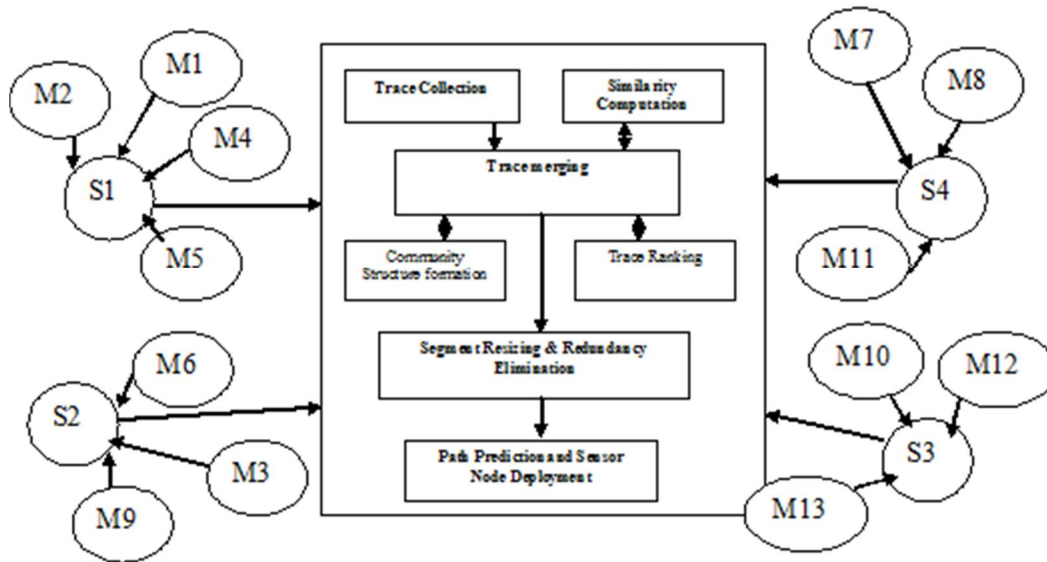 M1
M2
M4
S1
M5
M6
S2
M3
M9
Trace Collection
Similarity
Computation
Trace merging
Community
Structure formation
Trace Ranking
Segment Resizing & Redundancy
Elimination
Path Prediction and Sensor
Node Deployment
M7
M8
S4
M11
M10
M12
S3
M13